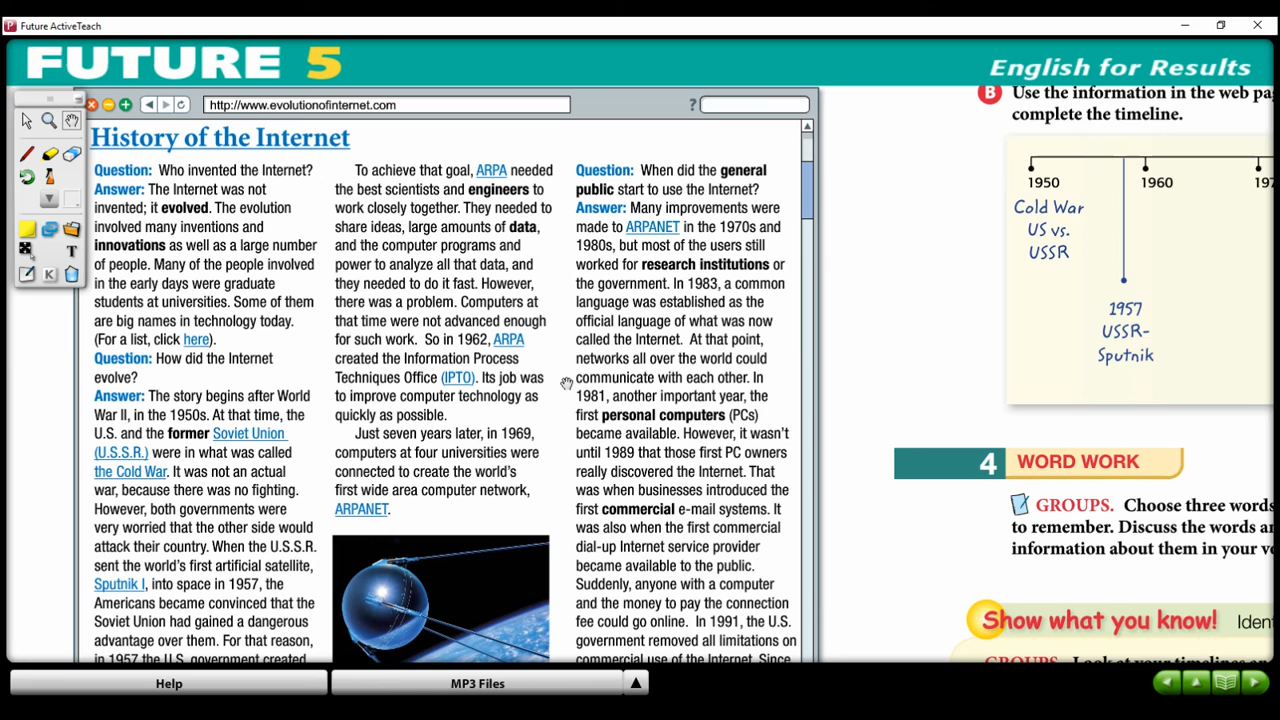 Future ActiveTeach
FUTURE 5
English for Results
http://www.evolutionofinternet.com
?
History of the Internet
Question: Who invented the Internet?
Answer: The Internet was not
invented; it evolved. The evolution
involved many inventions and
innovations as well as a large number
of people. Many of the people involved
in the early days were graduate
students at universities. Some of them
are big names in technology today.
(For a list, click here).
Question: How did the Internet
evolve?
Answer: The story begins after World
War II, in the 1950s. At that time, the
U.S. and the former Soviet Union
(U.S.S.R.) were in what was called
the Cold War. It was not an actual
war, because there was no fighting.
However, both governments were
very worried that the other side would
attack their country. When the U.S.S.R.
sent the world's first artificial satellite,
Sputnik I, into space in 1957, the
Americans became convinced that the
Soviet Union had gained a dangerous
advantage over them. For that reason,
in 1957 the U.S. government created
To achieve that goal, ARPA needed
the best scientists and engineers to
work closely together. They needed to
share ideas, large amounts of data,
and the computer programs and
power to analyze all that data, and
they needed to do it fast. However,
there was a problem. Computers at
that time were not advanced enough
for such work. So in 1962, ARPA
created the Information Process
Techniques Office (IPTO). Its job was
to improve computer technology as
quickly as possible.
Just seven years later, in 1969,
computers at four universities were
connected to create the world's
first wide area computer network,
ARPANET.
Question: When did the general
public start to use the Internet?
Answer: Many improvements were
made to ARPANET in the 1970s and
1980s, but most of the users still
worked for research institutions or
the government. In 1983, a common
language was established as the
official language of what was now
called the Internet. At that point,
networks all over the world could
communicate with each other. In
1981, another important year, the
first personal computers (PCs)
became available. However, it wasn't
until 1989 that those first PC owners
really discovered the Internet. That
was when businesses introduced the
first commercial e-mail systems. It
was also when the first commercial
dial-up Internet service provider
became available to the public.
Suddenly, anyone with a computer
and the money to pay the connection
fee could go online. In 1991, the U.S.
government removed all limitations on
commercial use of the Internet. Since
B Use the information in the web pa
complete the timeline.
1950 1960 197
Cold War
US vs.
USSR
1957
USSR-
Sputnik
4 WORD WORK
GROUPS. Choose three words
to remember. Discuss the words a
information about them in your v
Show what you know! Ident
GROUPS. Look at your timelines
T
K
Help
MP3 Files